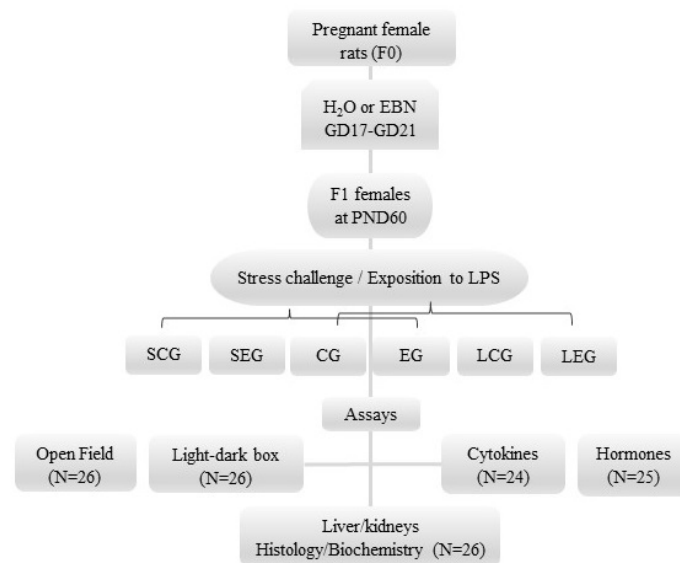 Pregnant female
rats (F0)
H₂O or EBN
GD17-GD21
F1 females
at PND60
Stress challenge / Exposition to LPS
SCG
SEG
CG
EG
LCG
LEG
Assays
Open Field
(N=26)
Light-dark box
(N=26)
Cytokines
(N=24)
Hormones
(N=25)
Liver/kidneys
Histology/Biochemistry (N=26)